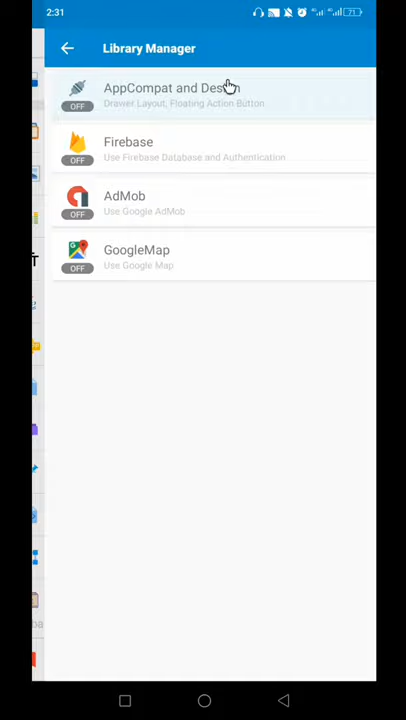 2:31
71
Library Manager
AppCompat and Design
Drawer Layout, Floating Action Button
OFF
Firebase
Use Firebase Database and Authentication
OFF
AdMob
Use Google AdMob
OFF
GoogleMap
Use Google Map
OFF